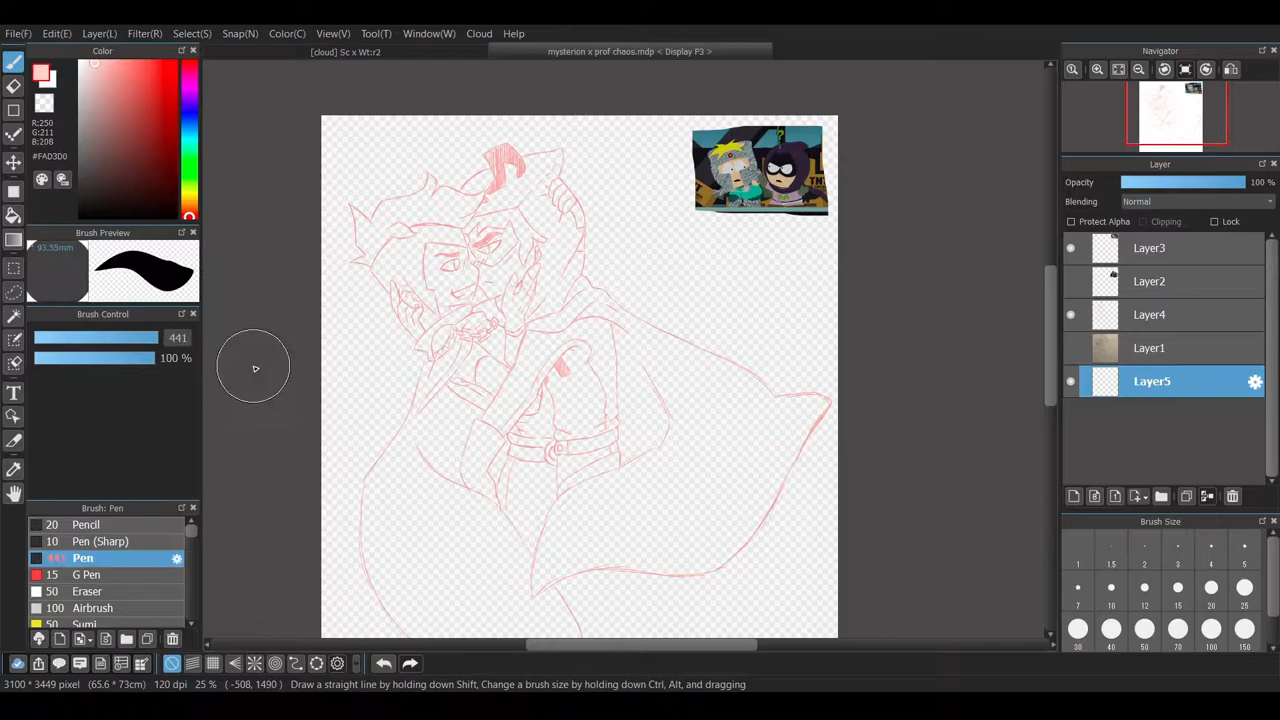 File(F) Edit(E) Layer(L) Filter(R) Select(S) Snap(N) Color(C) View(V) Tool(T) Window(W) Cloud Help
Color
[cloud] Sc x Wt:r2
mysterion x prof chaos.mdp < Display P3 >
Navigator
R:250
G:211
B:208
#FAD3D0
Layer
Opacity 100 %
Blending Normal
Protect Alpha Clipping Lock
Brush Preview
93.55mm
Layer3
Layer2
Brush Control
Layer4
441
100 %
Layer1
Layer5
Brush: Pen
20 Pencil
10 Pen (Sharp)
Pen
15 G Pen
50 Eraser
100 Airbrush
50 Sumi
Brush Size
1 1.5 2 3 4 5
7 10 12 15 20 25
30 40 50 70 100 150
3100 * 3449 pixel (65.6 * 73cm) 120 dpi 25 % (-508, 1490) Draw a straight line by holding down Shift, Change a brush size by holding down Ctrl, Alt, and dragging